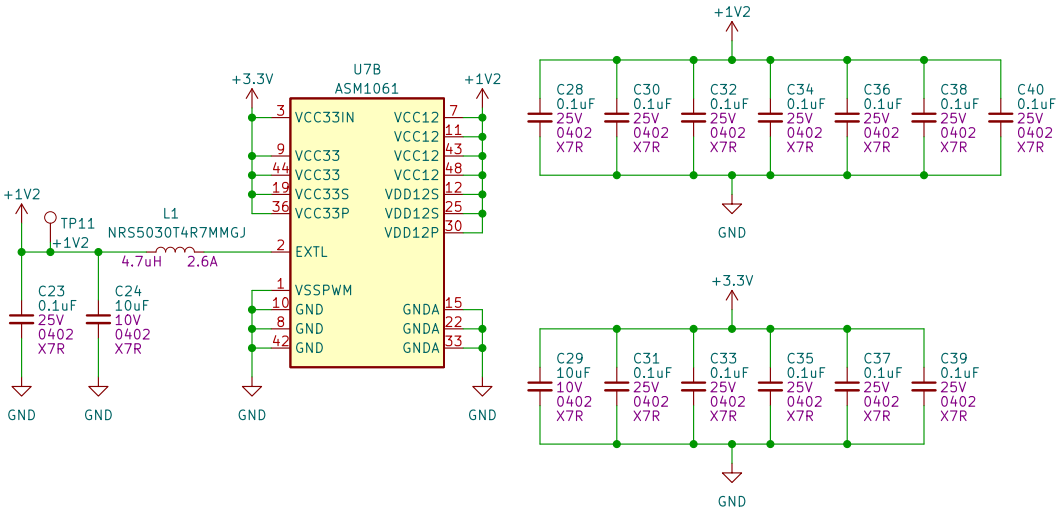 +1V2
TP11
+1V2
L1
NRS5030T4R7MMGJ
4.7uH 2.6A
C23
0.1uF
25V
0402
X7R
GND
C24
10uF
10V
0402
X7R
GND
+3.3V
U7B
ASM1061
+1V2
3 VCC33IN VCC12 7
VCC12 11
9 VCC33 VCC12 43
44 VCC33 VCC12 48
19 VCC33S VDD12S 12
36 VCC33P VDD12S 25
VDD12P 30
2 EXTL
1 VSSPWM
10 GND GNDA 15
8 GND GNDA 22
42 GND GNDA 33
GND
GND
+1V2
C28
0.1uF
25V
0402
X7R
C30
0.1uF
25V
0402
X7R
C32
0.1uF
25V
0402
X7R
C34
0.1uF
25V
0402
X7R
C36
0.1uF
25V
0402
X7R
C38
0.1uF
25V
0402
X7R
C40
0.1uF
25V
0402
X7R
GND
+3.3V
C29
10uF
10V
0402
X7R
C31
0.1uF
25V
0402
X7R
C33
0.1uF
25V
0402
X7R
C35
0.1uF
25V
0402
X7R
C37
0.1uF
25V
0402
X7R
C39
0.1uF
25V
0402
X7R
GND